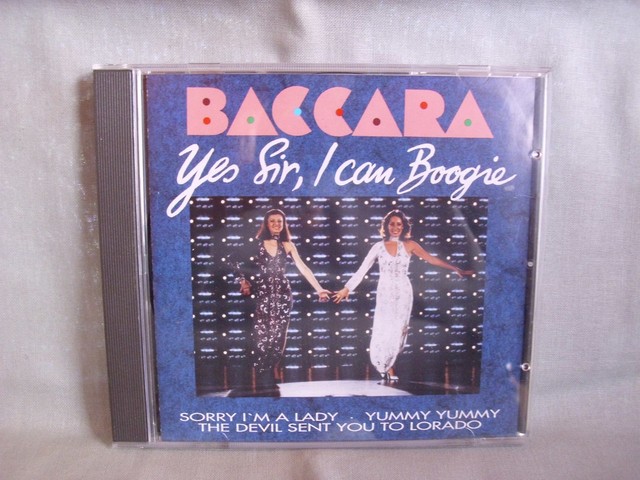 BACCARA
Yes Sir, I can Boogie
SORRY I'M A LADY · YUMMY YUMMY
THE DEVIL SENT YOU TO LORADO